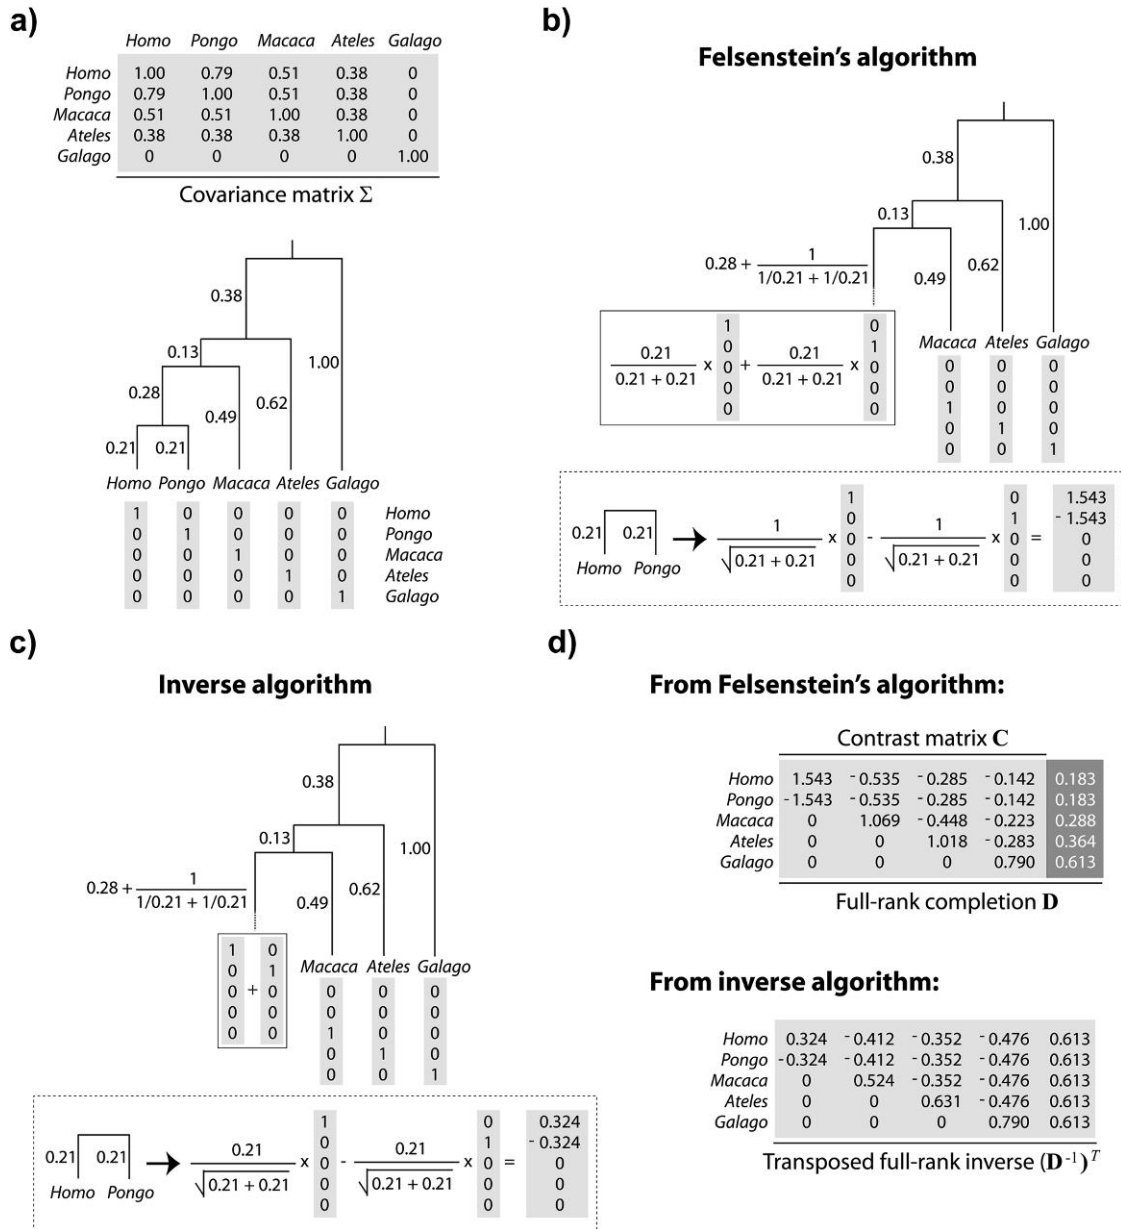 a)
Homo Pongo Macaca Ateles Galago
Homo 1.00 0.79 0.51 0.38 0
Pongo 0.79 1.00 0.51 0.38 0
Macaca 0.51 0.51 1.00 0.38 0
Ateles 0.38 0.38 0.38 1.00 0
Galago 0 0 0 0 1.00
Covariance matrix Σ
0.38
0.13
1.00
0.28
0.49
0.62
0.21
0.21
Homo Pongo Macaca Ateles Galago
1 0 0 0 0 Homo
0 1 0 0 0 Pongo
0 0 1 0 0 Macaca
0 0 0 1 0 Ateles
0 0 0 0 1 Galago
b)
Felsenstein's algorithm
0.38
0.13
1.00
0.28 + 1 / 1/0.21 + 1/0.21
0.49
0.62
0.21 / 0.21 + 0.21 x 1 0 0 0 0 + 0.21 / 0.21 + 0.21 x 0 1 0 0 0
Macaca Ateles Galago
0 0 0
0 0 0
1 0 0
0 1 0
0 0 1
0.21 0.21
Homo Pongo
1 / √0.21 + 0.21 x 1 0 0 0 0 - 1 / √0.21 + 0.21 x 0 1 0 0 0 = 1.543 -1.543 0 0 0
c)
Inverse algorithm
0.38
0.13
1.00
0.28 + 1 / 1/0.21 + 1/0.21
0.49
0.62
1 0 0 0 0 + 0 1 0 0 0
Macaca Ateles Galago
0 0 0
0 0 0
1 0 0
0 1 0
0 0 1
0.21 0.21
Homo Pongo
0.21 / √0.21 + 0.21 x 1 0 0 0 0 - 0.21 / √0.21 + 0.21 x 0 1 0 0 0 = 0.324 -0.324 0 0 0
d)
From Felsenstein's algorithm:
Contrast matrix C
Homo 1.543 -0.535 -0.285 -0.142 0.183
Pongo -1.543 -0.535 -0.285 -0.142 0.183
Macaca 0 1.069 -0.448 -0.223 0.288
Ateles 0 0 1.018 -0.283 0.364
Galago 0 0 0 0.790 0.613
Full-rank completion D
From inverse algorithm:
Homo 0.324 -0.412 -0.352 -0.476 0.613
Pongo -0.324 -0.412 -0.352 -0.476 0.613
Macaca 0 0.524 -0.352 -0.476 0.613
Ateles 0 0 0.631 -0.476 0.613
Galago 0 0 0 0.790 0.613
Transposed full-rank inverse (D⁻¹)ᵀ